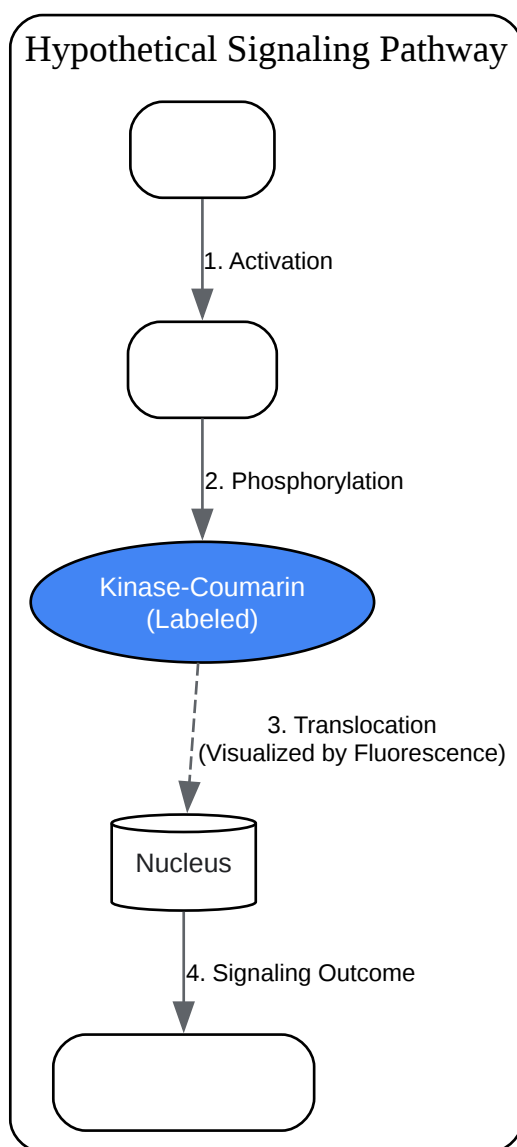 Hypothetical Signaling Pathway
1. Activation
2. Phosphorylation
Kinase-Coumarin
(Labeled)
3. Translocation
(Visualized by Fluorescence)
Nucleus
4. Signaling Outcome